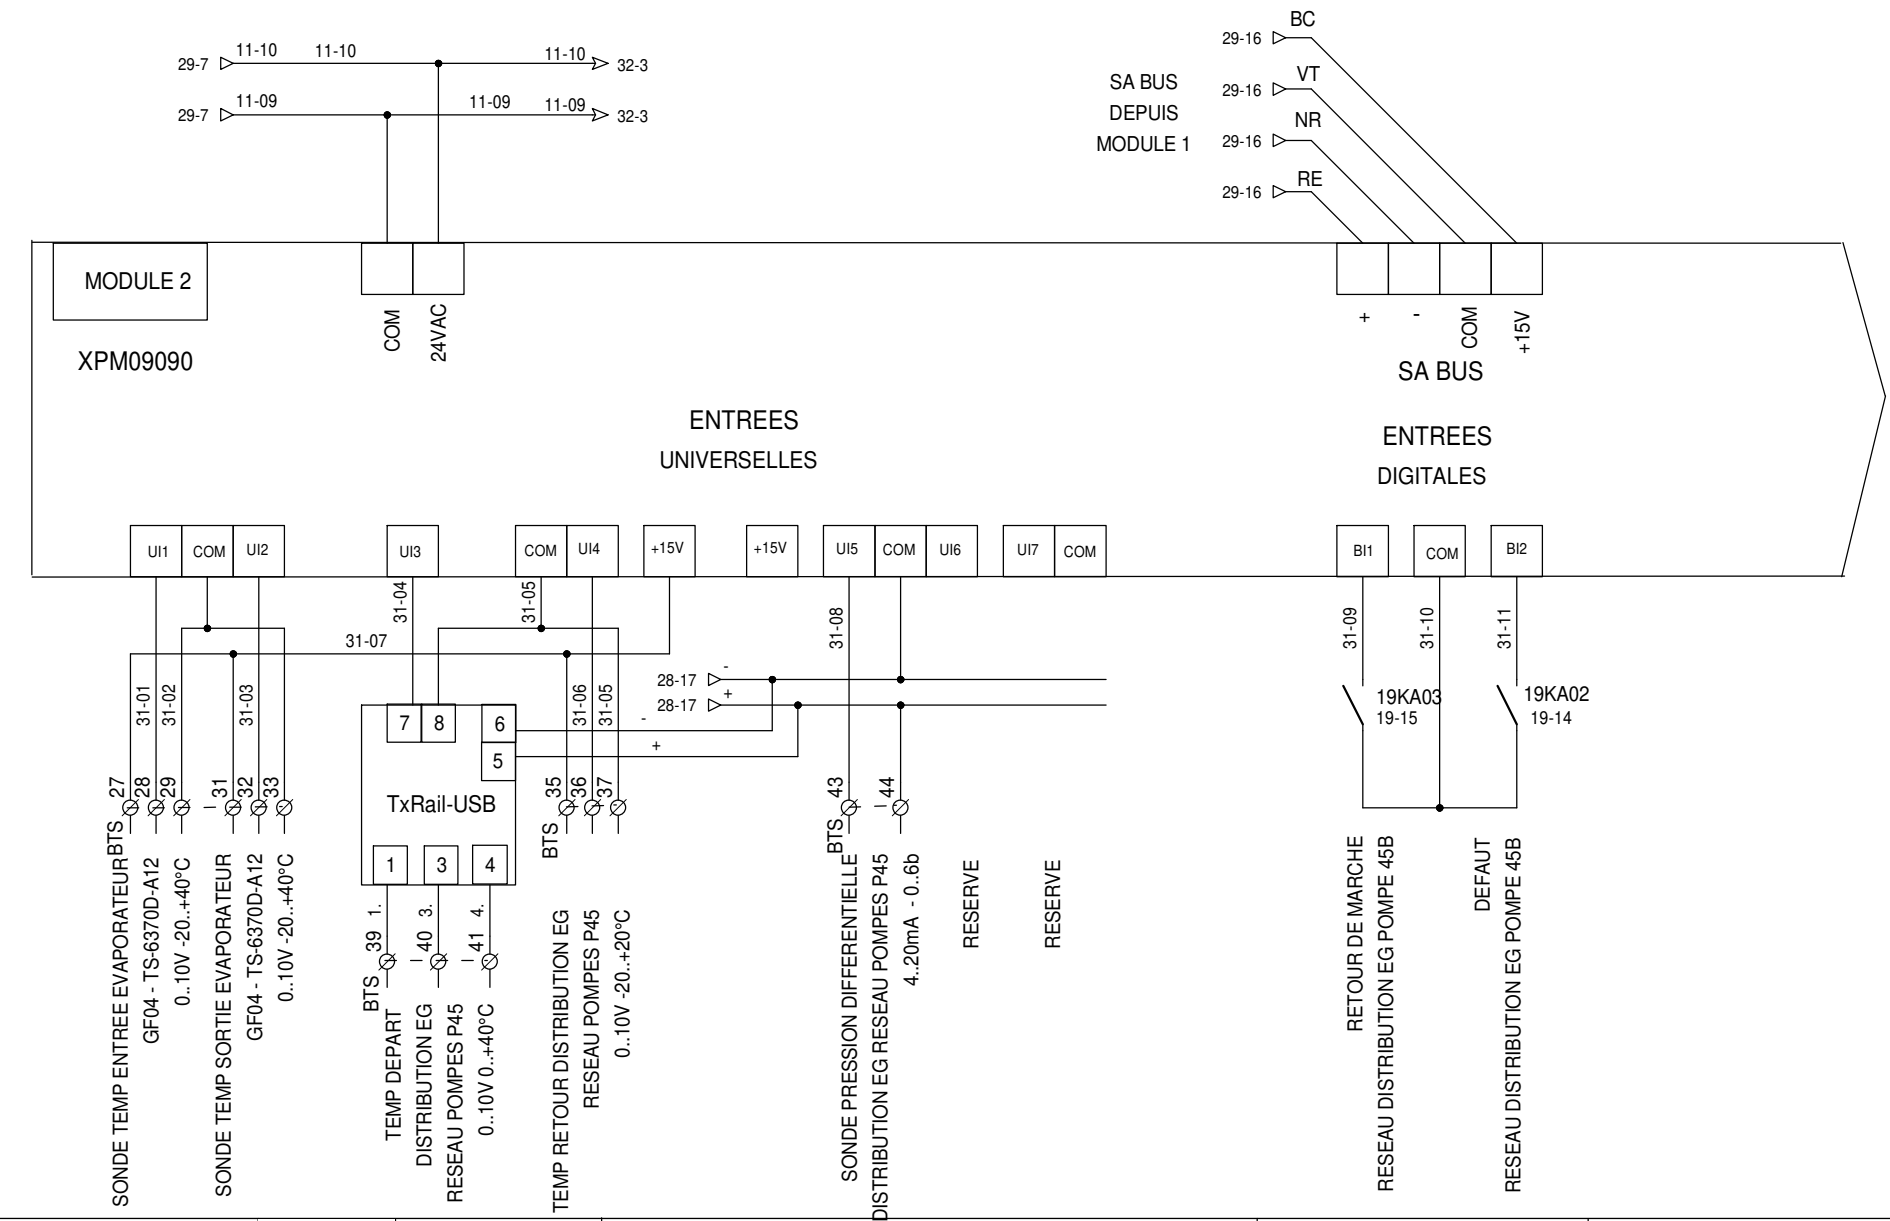 BC
29-16
11-10
11-10
11-10
29-7
32-3
VT
SA BUS
29-16
11-09
11-09
11-09
29-7
32-3
DEPUIS
NR
MODULE 1
29-16
RE
29-16
MODULE 2
XPM09090
COM
24VAC
+
-
COM
+15V
SA BUS
ENTREES
UNIVERSELLES
ENTREES
DIGITALES
UI1
COM
UI2
UI3
COM
UI4
+15V
+15V
UI5
COM
UI6
UI7
COM
BI1
COM
BI2
31-04
31-05
31-08
31-09
31-10
31-11
31-07
31-01
31-02
31-03
31-06
31-05
28-17
-
28-17
+
19KA03
19-15
19KA02
19-14
7
8
6
-
5
+
TxRail-USB
1
3
4
27
28
29
31
32
33
35
36
37
43
44
BTS
BTS
BTS
1.
3.
4.
39
40
41
BTS
SONDE TEMP ENTREE EVAPORATEUR
GF04 - TS-6370D-A12
0..10V -20..+40°C
SONDE TEMP SORTIE EVAPORATEUR
GF04 - TS-6370D-A12
0..10V -20..+40°C
TEMP DEPART
DISTRIBUTION EG
RESEAU POMPES P45
0..10V 0..+40°C
TEMP RETOUR DISTRIBUTION EG
RESEAU POMPES P45
0..10V -20..+20°C
SONDE PRESSION DIFFERENTIELLE
DISTRIBUTION EG RESEAU POMPES P45
4..20mA - 0..6b
RESERVE
RESERVE
RETOUR DE MARCHE
RESEAU DISTRIBUTION EG POMPE 45B
DEFAUT
RESEAU DISTRIBUTION EG POMPE 45B